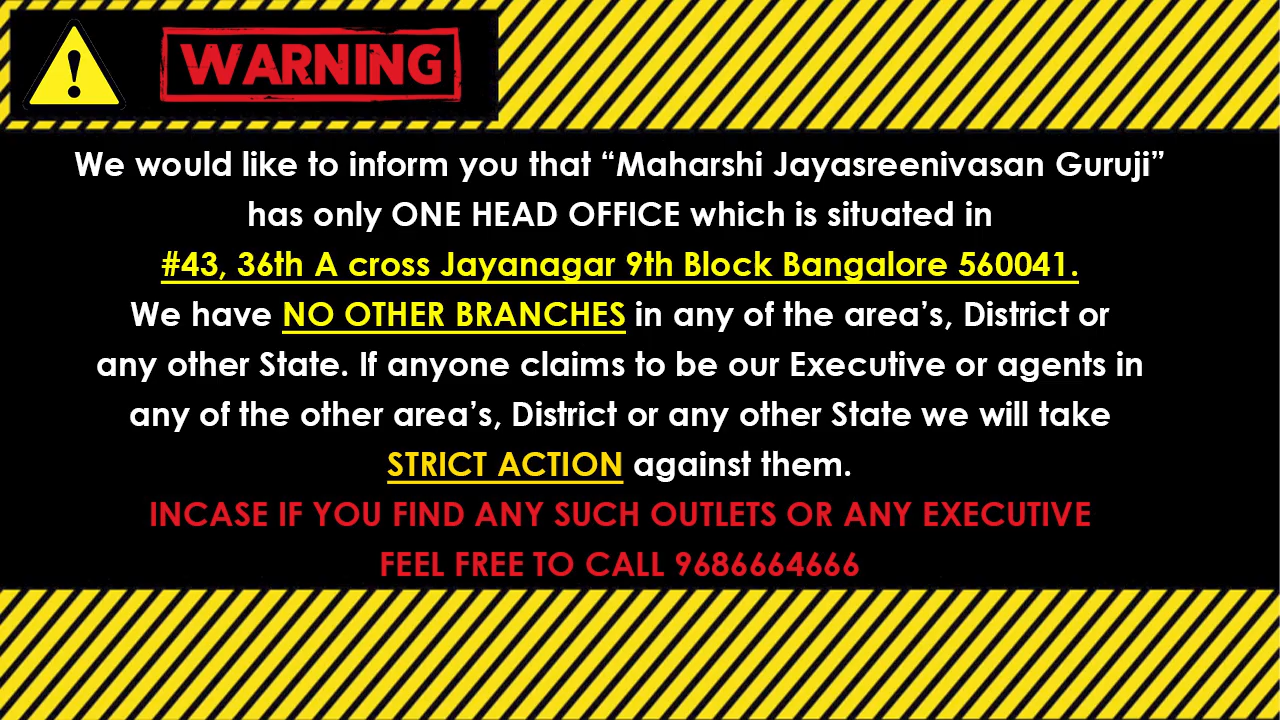 WARNING
We would like to inform you that “Maharshi Jayasreenivasan Guruji”
has only ONE HEAD OFFICE which is situated in
#43, 36th A cross Jayanagar 9th Block Bangalore 560041.
We have NO OTHER BRANCHES in any of the area’s, District or
any other State. If anyone claims to be our Executive or agents in
any of the other area’s, District or any other State we will take
STRICT ACTION against them.
INCASE IF YOU FIND ANY SUCH OUTLETS OR ANY EXECUTIVE
FEEL FREE TO CALL 9686664666